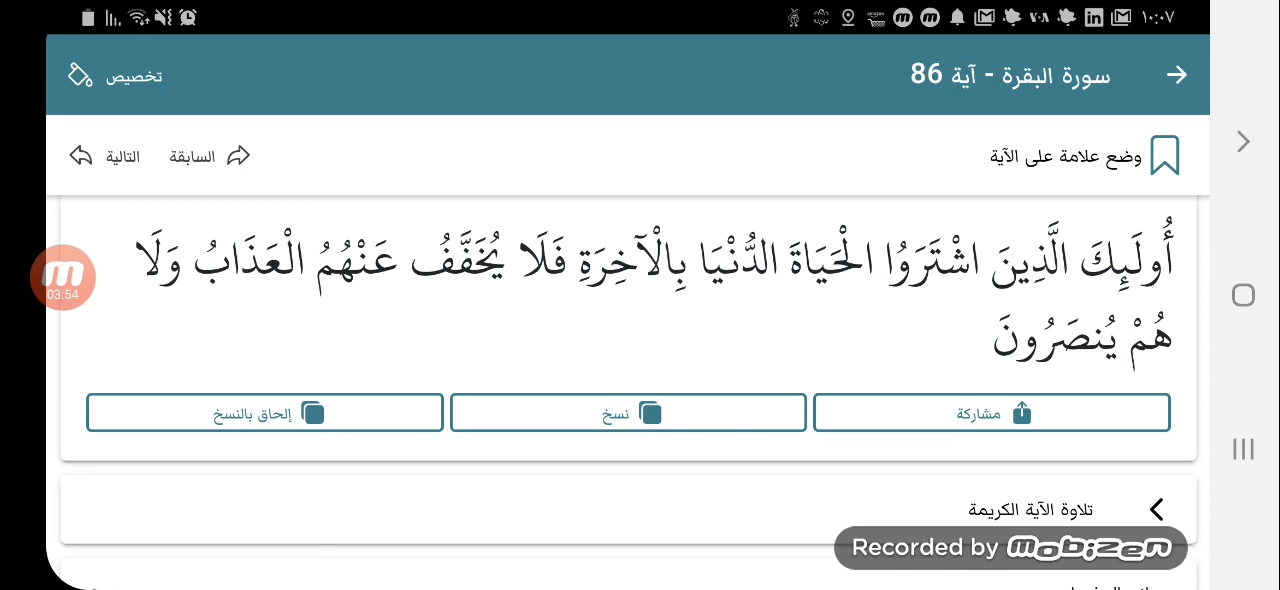 ١٠:٠٧
سورة البقرة - آية 86
تخصيص
وضع علامة على الآية
السابقة
التالية
أُولَـٰئِكَ الَّذِينَ اشْتَرَوُا الْحَيَاةَ الدُّنْيَا بِالْآخِرَةِ فَلَا يُخَفَّفُ عَنْهُمُ الْعَذَابُ وَلَا
هُمْ يُنصَرُونَ
03:54
مشاركة
نسخ
إلحاق بالنسخ
تلاوة الآية الكريمة
Recorded by mobizen